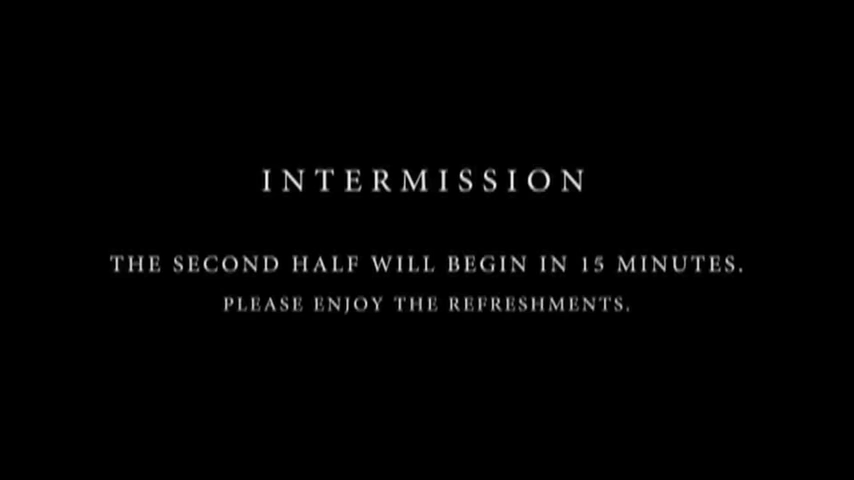 INTERMISSION
THE SECOND HALF WILL BEGIN IN 15 MINUTES.
PLEASE ENJOY THE REFRESHMENTS.